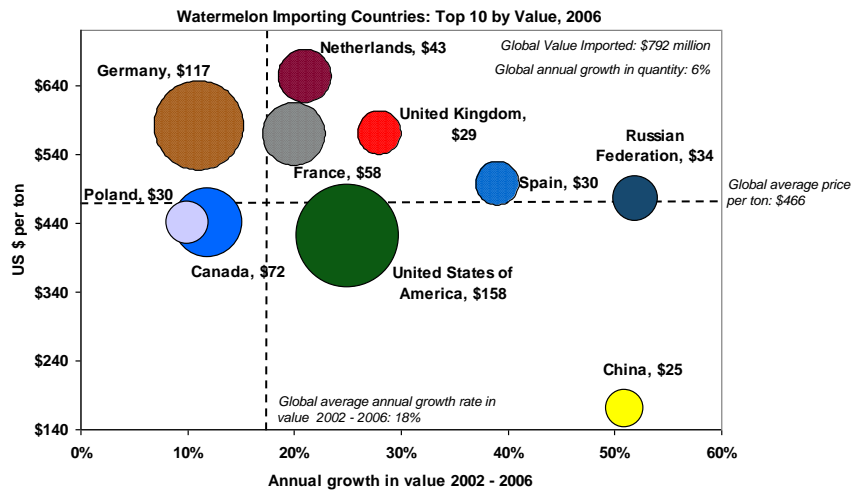 Watermelon Importing Countries: Top 10 by Value, 2006
Global Value Imported: $792 million
Global annual growth in quantity: 6%
Netherlands, $43
Germany, $117
United Kingdom,
$29
Russian
Federation, $34
France, $58
Spain, $30
Poland, $30
Global average price
per ton: $466
Canada, $72
United States of
America, $158
China, $25
Global average annual growth rate in
value 2002 - 2006: 18%
US $ per ton
$640
$540
$440
$340
$240
$140
0%
10%
20%
30%
40%
50%
60%
Annual growth in value 2002 - 2006